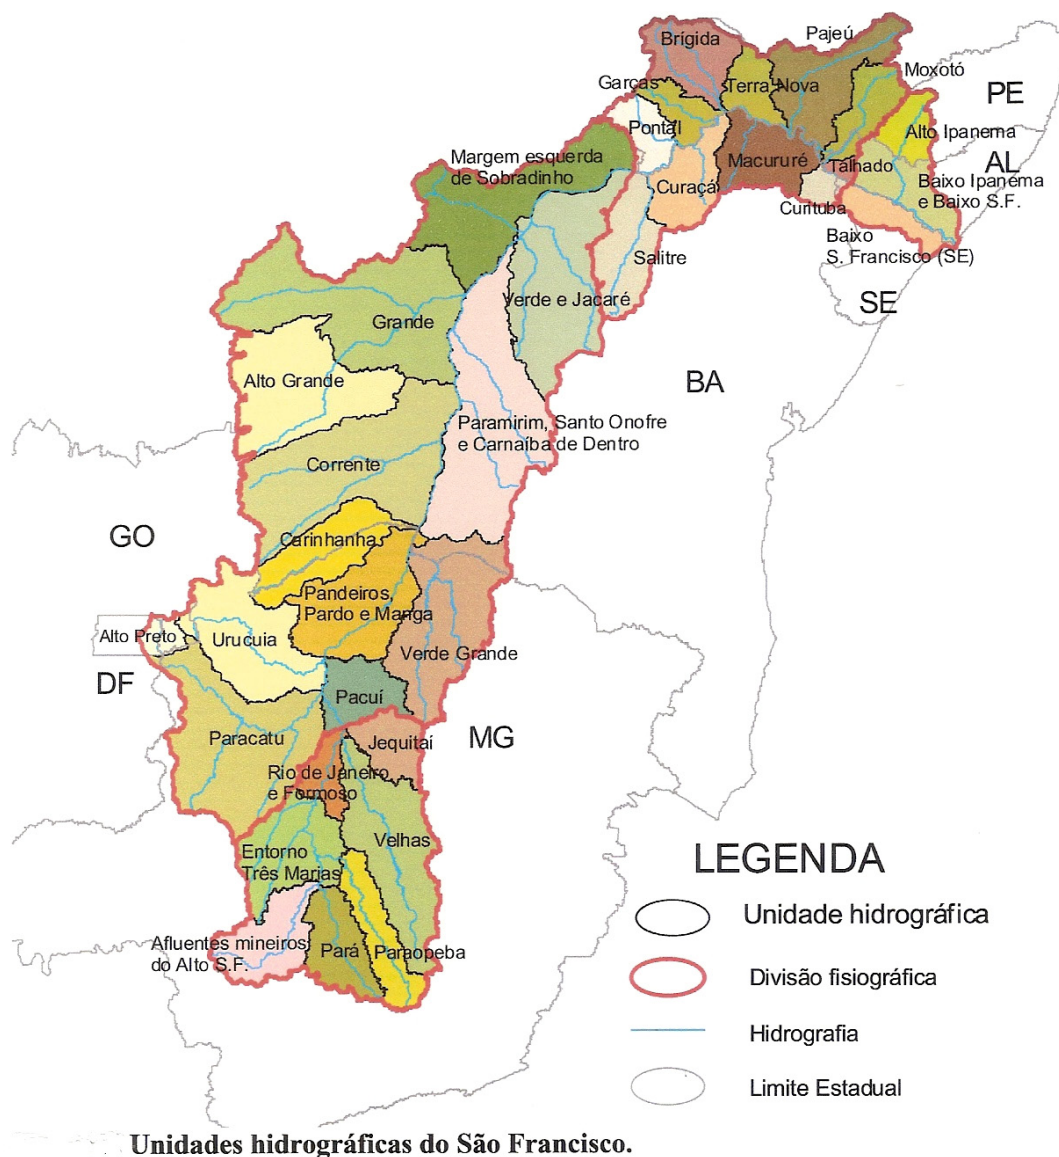 Brígida
Pajeú
Garças
Terra Nova
Moxotó
PE
Pontal
Alto Ipanema
Margem esquerda
de Sobradinho
Macururé
Talhado
AL
Curaçá
Baixo Ipanema
e Baixo S.F.
Curituba
Baixo
S. Francisco (SE)
Salitre
Verde e Jacaré
SE
Grande
Alto Grande
BA
Paramirim, Santo Onofre
e Carnaíba de Dentro
Corrente
GO
Carinhanha
Pandeiros,
Pardo e Manga
Alto Preto
Urucuia
Verde Grande
DF
Pacuí
Paracatu
Jequitaí
MG
Rio de Janeiro
e Formoso
Velhas
Entorno
Três Marias
Afluentes mineiros
do Alto S.F.
Pará
Paraopeba
LEGENDA
Unidade hidrográfica
Divisão fisiográfica
Hidrografia
Limite Estadual
Unidades hidrográficas do São Francisco.